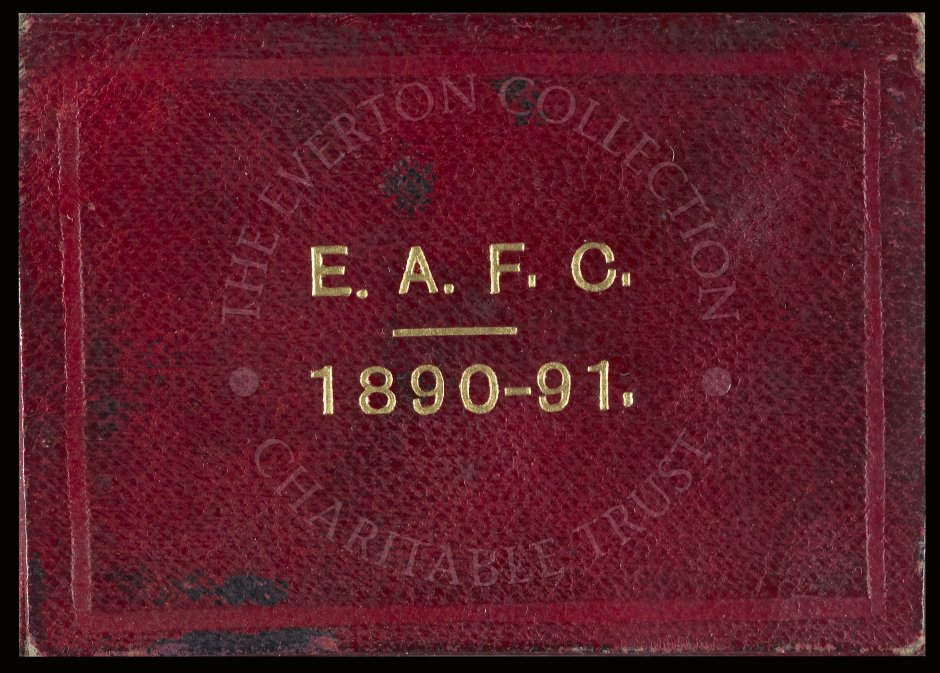 THE EVERTON COLLECTION
E. A. F. C.
1890-91.
CHARITABLE TRUST